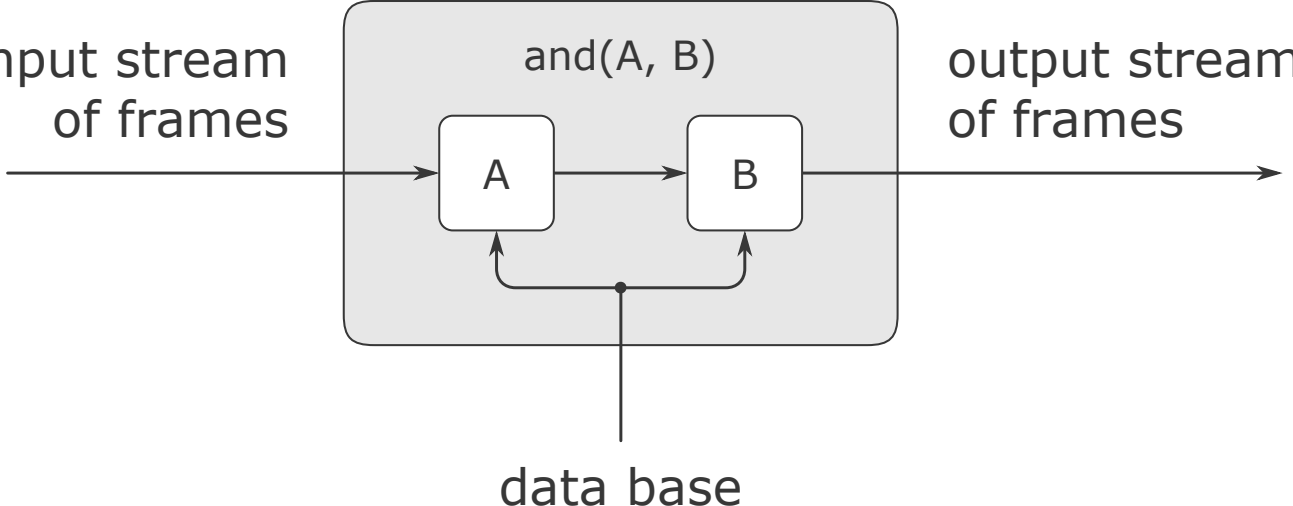 nput stream
of frames
and(A, B)
output stream
of frames
A
B
data base